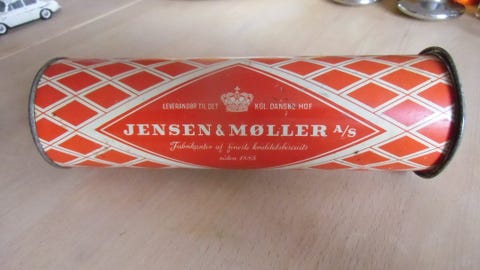 LEVERANDØR TIL DET KGL. DANSKE HOF
JENSEN & MØLLER A/S
Fabrikanter af fineste kvalitetsbiscuits
siden 1885